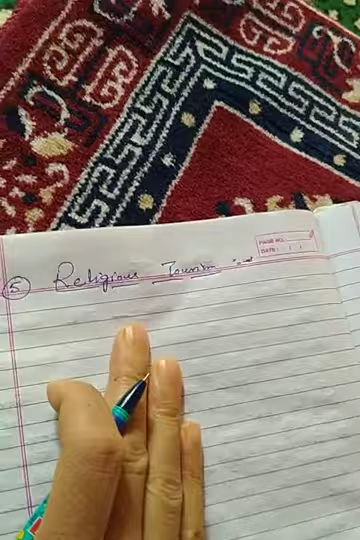 ⑤ Religious Tourism :-
PAGE NO.:
DATE: / /